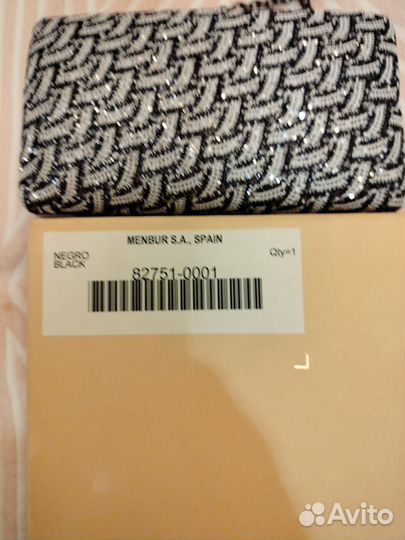 MENBUR S.A., SPAIN
NEGRO
BLACK
Qty=1
82751-0001
Avito